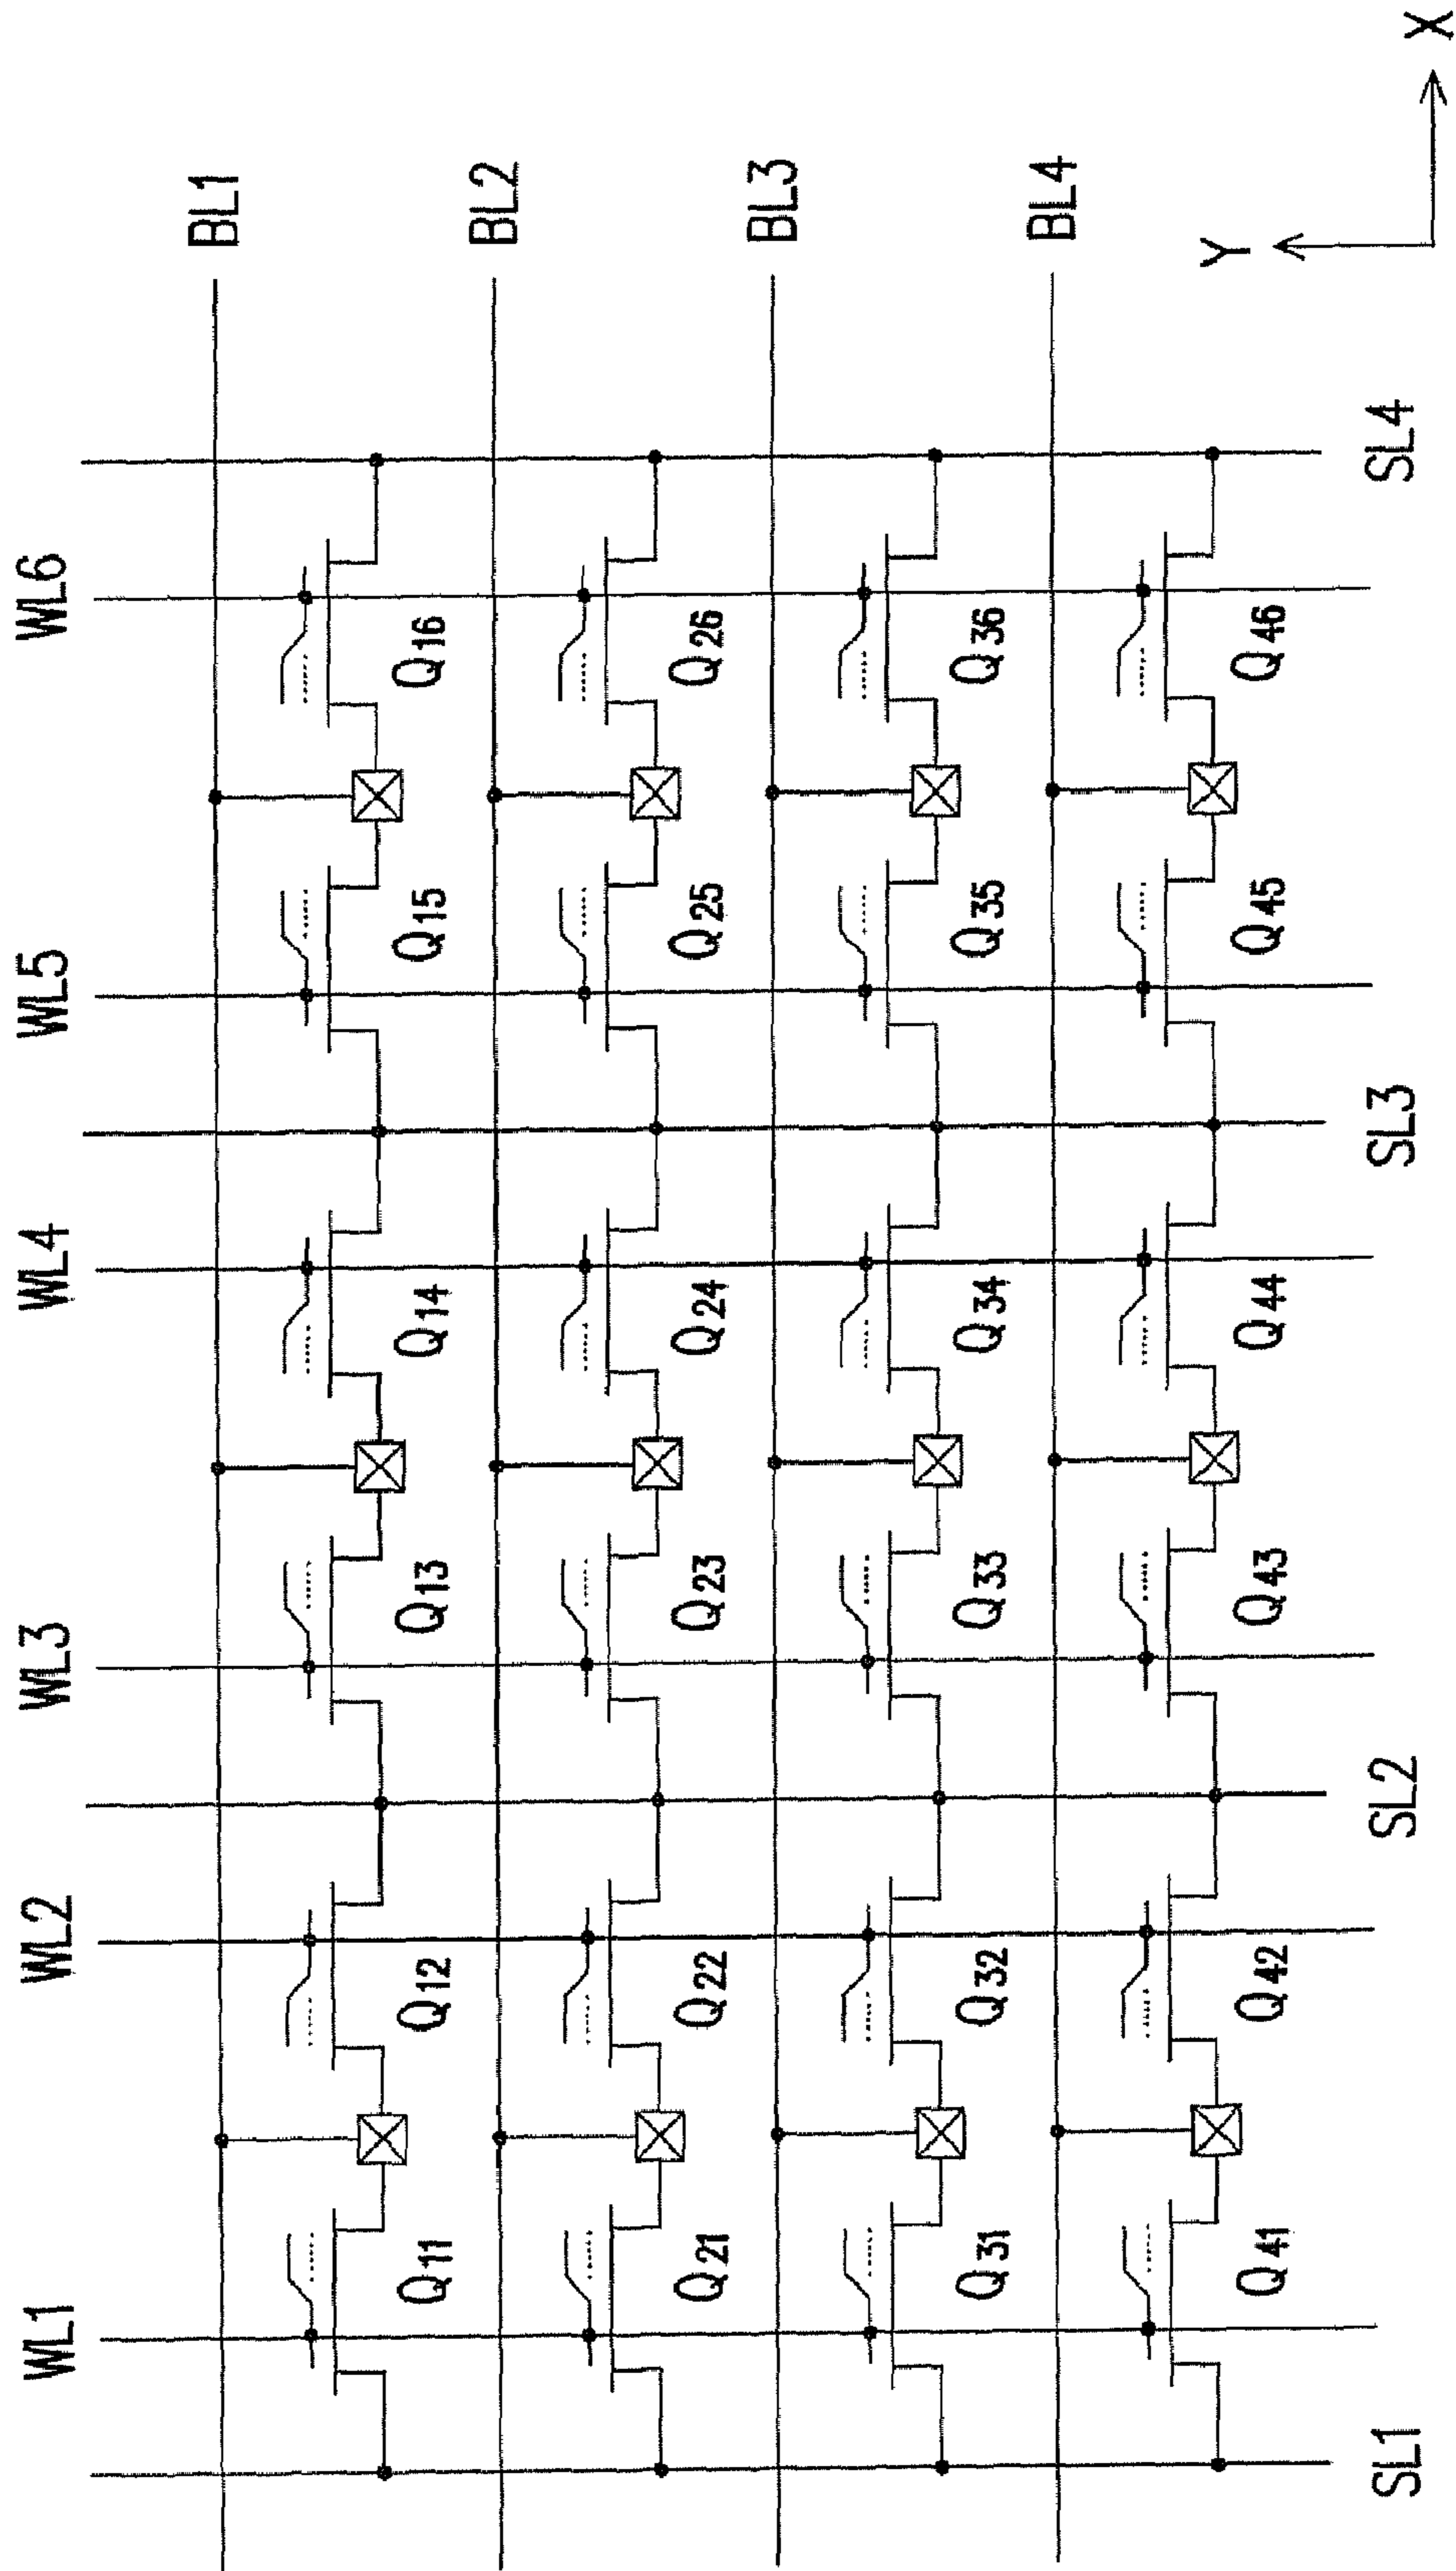 WL1 WL2 WL3 WL4 WL5 WL6
BL1
Q11 Q12 Q13 Q14 Q15 Q16
BL2
Q21 Q22 Q23 Q24 Q25 Q26
BL3
Q31 Q32 Q33 Q34 Q35 Q36
BL4
Y
Q41 Q42 Q43 Q44 Q45 Q46
SL1 SL2 SL3 SL4
X